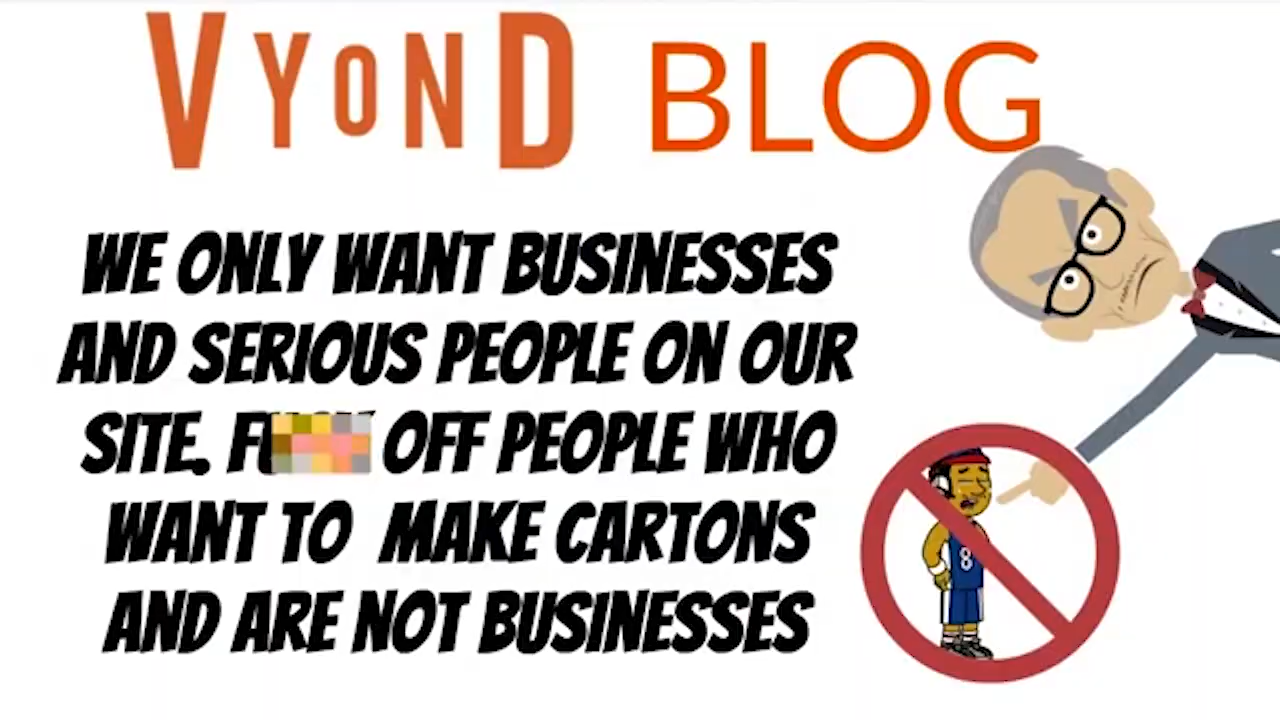 VYOND BLOG
WE ONLY WANT BUSINESSES
AND SERIOUS PEOPLE ON OUR
SITE. OFF PEOPLE WHO
WANT TO MAKE CARTONS
AND ARE NOT BUSINESSES
8